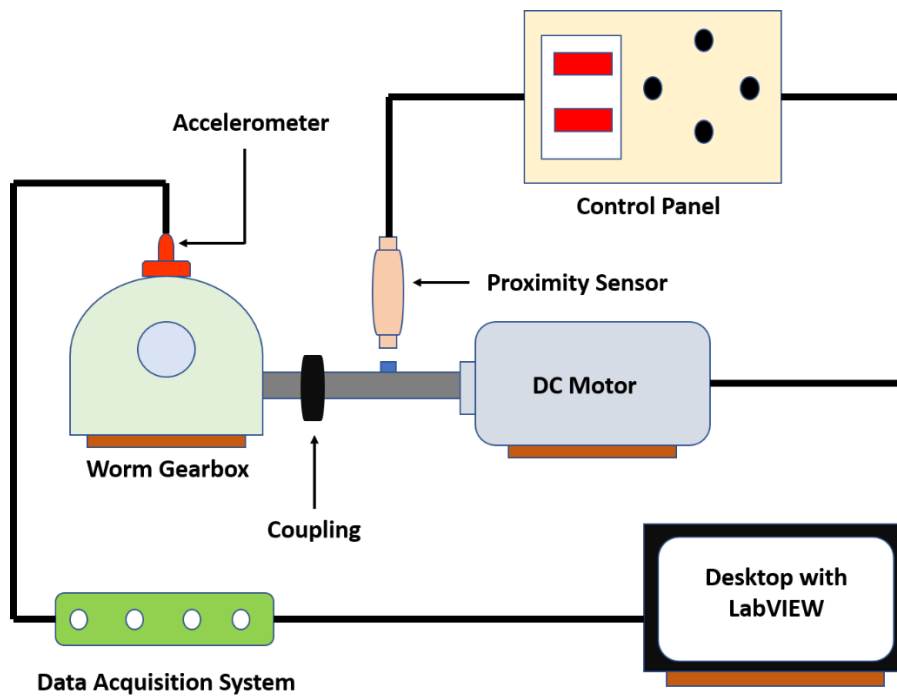 Accelerometer
Control Panel
Proximity Sensor
DC Motor
Worm Gearbox
Coupling
Desktop with
LabVIEW
Data Acquisition System